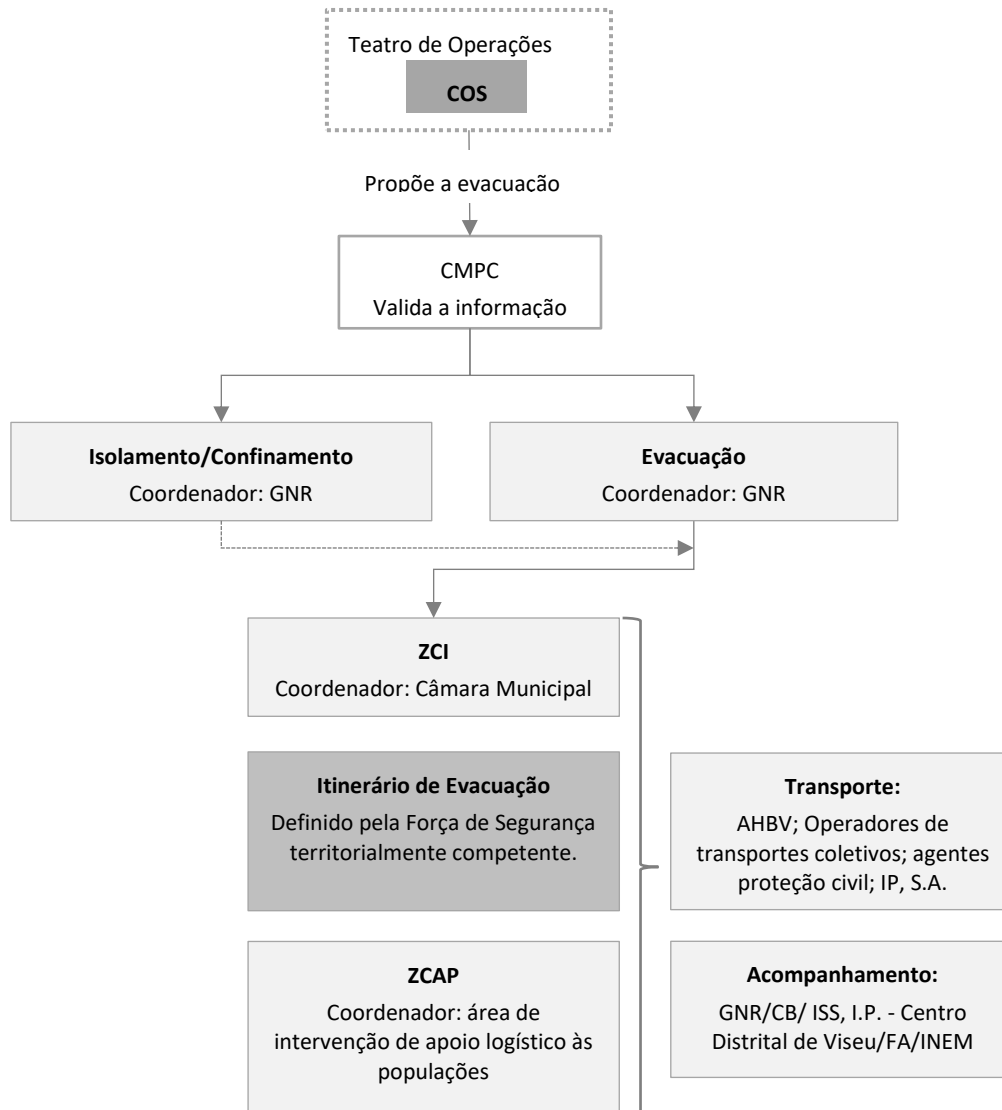 Teatro de Operações
COS
Propõe a evacuação
CMPC
Valida a informação
Isolamento/Confinamento
Coordenador: GNR
Evacuação
Coordenador: GNR
ZCI
Coordenador: Câmara Municipal
Itinerário de Evacuação
Definido pela Força de Segurança
territorialmente competente.
Transporte:
AHBV; Operadores de
transportes coletivos; agentes
proteção civil; IP, S.A.
ZCAP
Coordenador: área de
intervenção de apoio logístico às
populações
Acompanhamento:
GNR/CB/ ISS, I.P. - Centro
Distrital de Viseu/FA/INEM